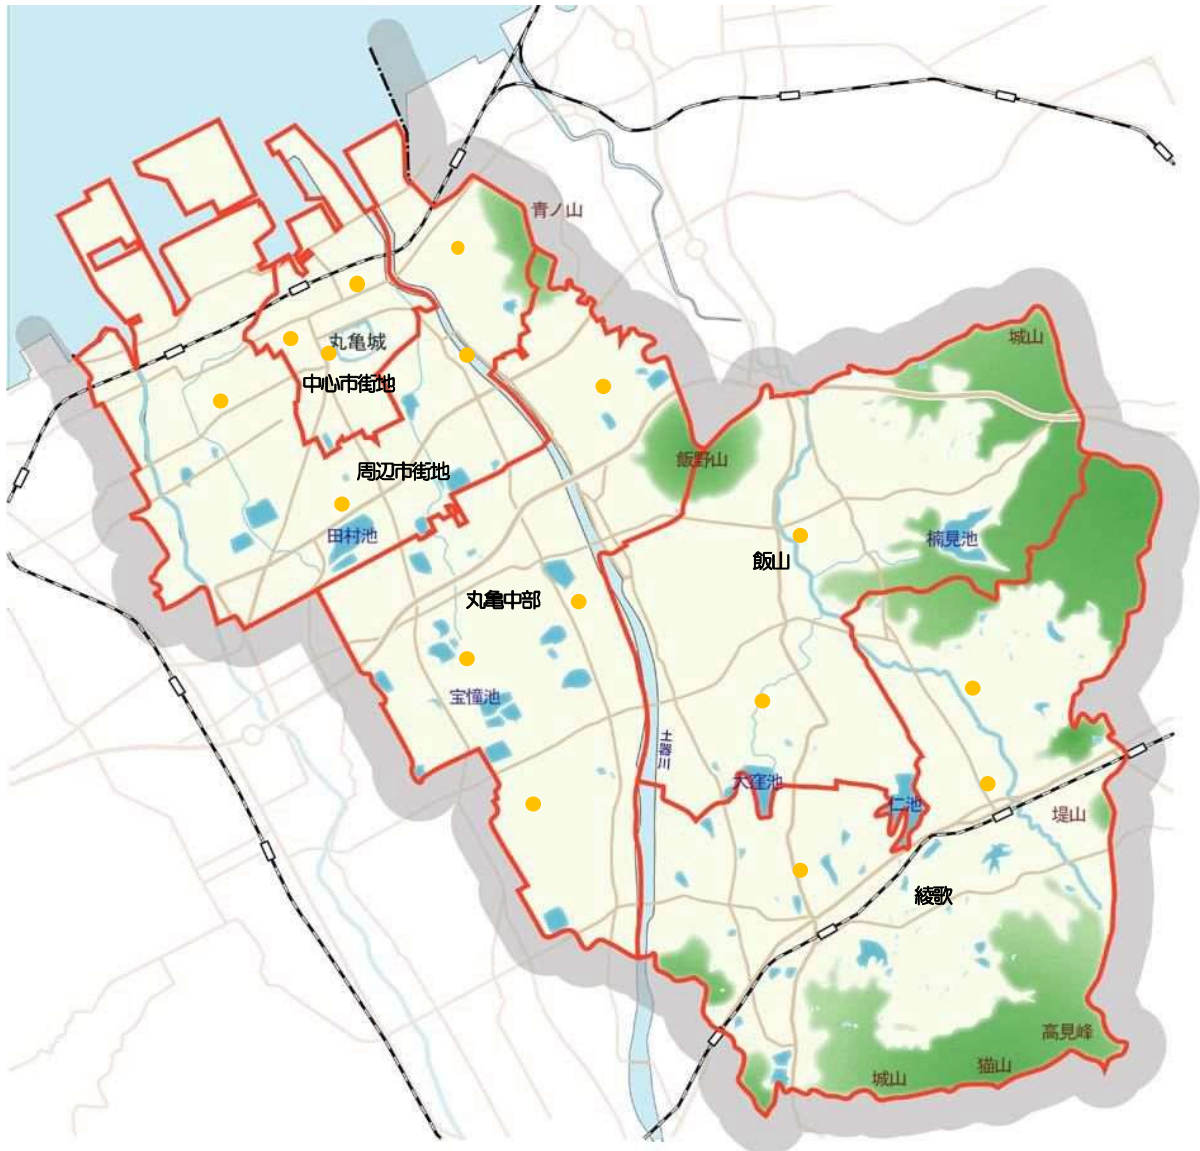 青ノ山
城山
丸亀城
中心市街地
飯野山
周辺市街地
田村池
楠見池
飯山
丸亀中部
宝憧池
土器川
大窪池
仁池
堤山
綾歌
高見峰
猫山
城山